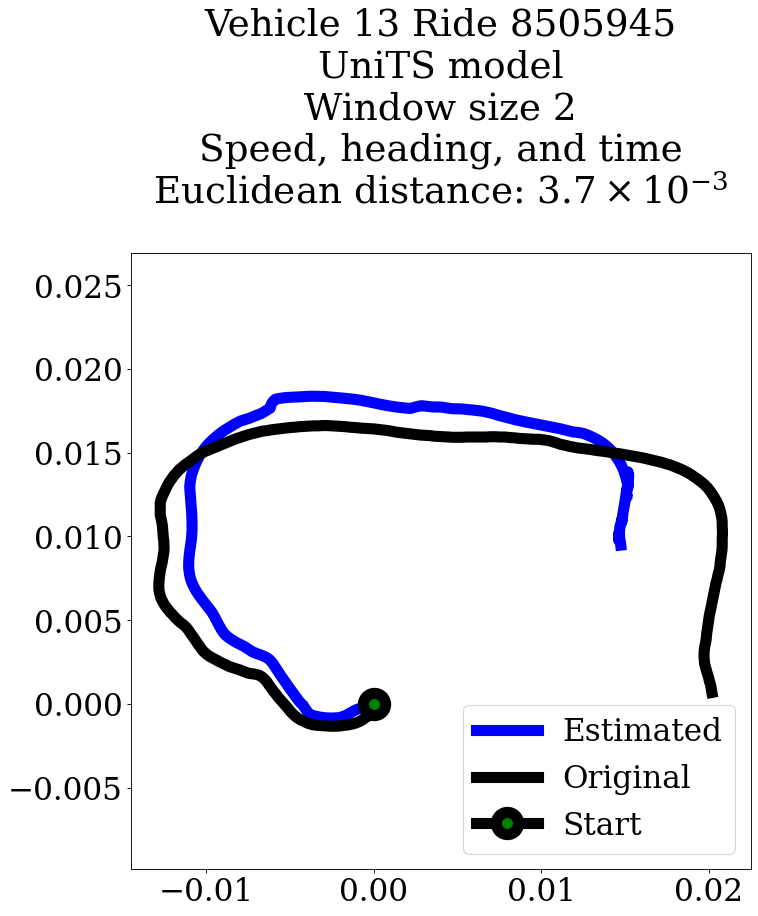 Vehicle 13 Ride 8505945
UniTS model
Window size 2
Speed, heading, and time
Euclidean distance: $3.7 \times 10^{-3}$
0.025
0.020
0.015
0.010
0.005
0.000
−0.005
−0.01 0.00 0.01 0.02
Estimated
Original
Start